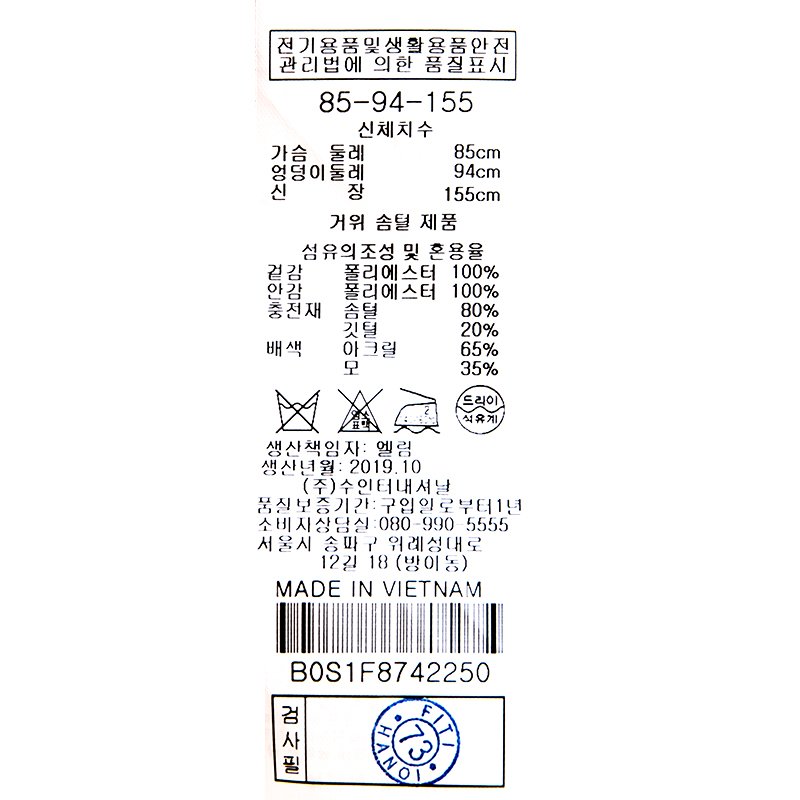 전기용품및생활용품안전
관리법에 의한 품질표시
85-94-155
신체치수
가슴 둘레 85cm
엉덩이둘레 94cm
신 장 155cm
거위 솜털 제품
섬유의조성 및 혼용율
겉감 폴리에스터 100%
안감 폴리에스터 100%
충전재 솜털 80%
깃털 20%
배색 아크릴 65%
모 35%
염소
표백
2
드라이
석유계
생산책임자: 엘림
생산년월: 2019.10
(주)수인터내셔날
품질보증기간:구입일로부터1년
소비자상담실:080-990-5555
서울시 송파구 위례성대로
12길 18 (방이동)
MADE IN VIETNAM
B0S1F8742250
검사필
FITI
73
HANOI